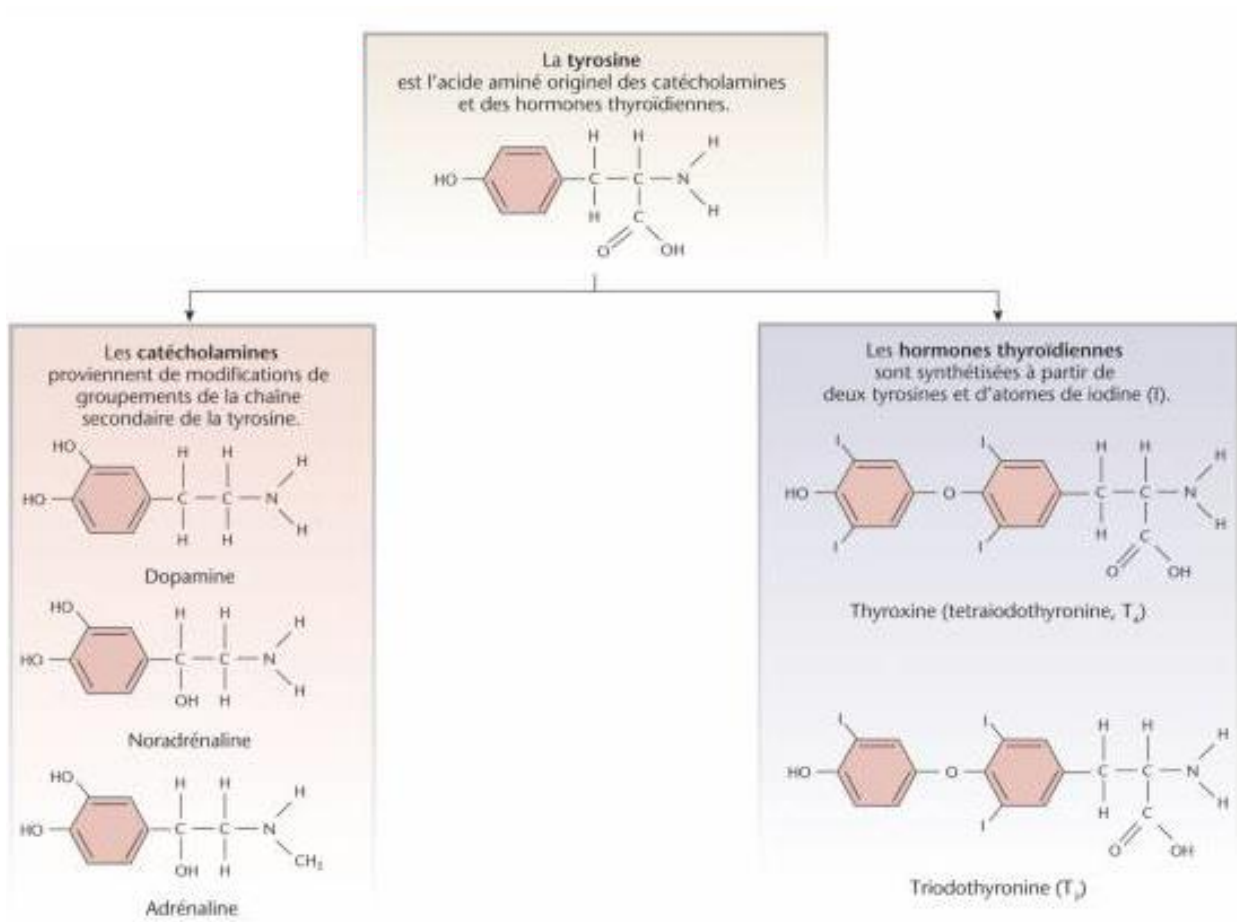 La tyrosine
est l'acide aminé originel des catécholamines
et des hormones thyroïdiennes.
H H H
HO C C N
H C H
O OH
Les catécholamines
proviennent de modifications de
groupements de la chaîne
secondaire de la tyrosine.
HO H H H
HO C C N
H H H
Dopamine
HO H H H
HO C C N
OH H H
Noradrénaline
HO H H H
HO C C N
OH H CH₃
Adrénaline
Les hormones thyroïdiennes
sont synthétisées à partir de
deux tyrosines et d'atomes de iodine (I).
I I H H H
HO O C C N
I I H C H
O OH
Thyroxine (tetraiodothyronine, T₄)
I I H H H
HO O C C N
I H C H
O OH
Triodothyronine (T₃)